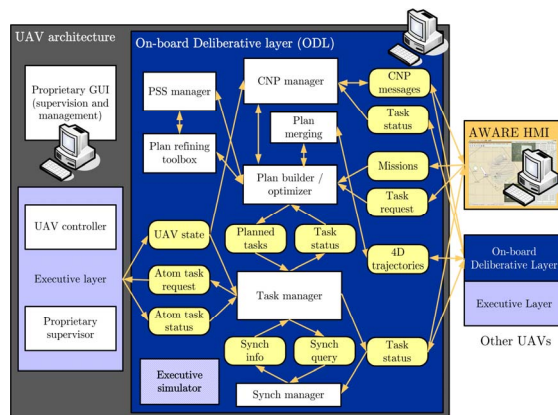 UAV architecture
On-board Deliberative layer (ODL)
Proprietary GUI
(supervision and
management)
PSS manager
CNP manager
CNP
messages
Plan
merging
Task
status
AWARE HMI
Plan refining
toolbox
Plan builder /
optimizer
Missions
Task
request
UAV controller
UAV state
Planned
tasks
Task
status
4D
trajectories
On-board
Deliberative Layer
Executive layer
Atom task
request
Task manager
Executive Layer
Proprietary
supervisor
Atom task
status
Synch
info
Synch
query
Task
status
Other UAVs
Executive
simulator
Synch manager